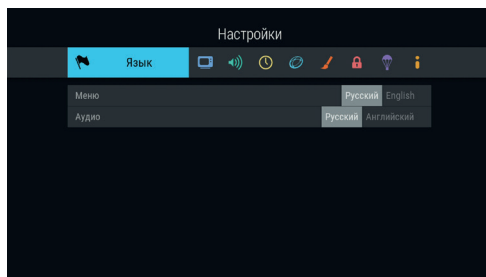 Настройки
Язык
Меню Русский English
Аудио Русский Английский